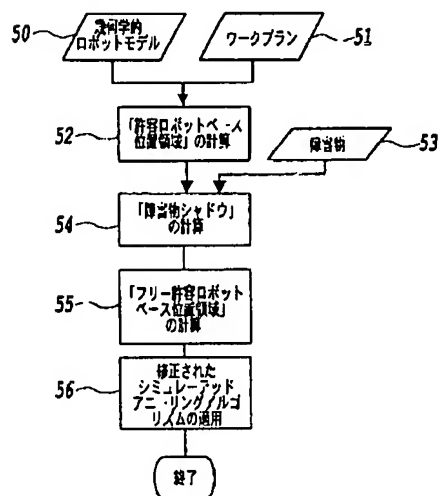 50
幾何学的
ロボットモデル
ワークプラン
51
52
「許容ロボットベース
位置領域」の計算
障害物
53
54
「障害物シャドウ」
の計算
55
「フリー許容ロボット
ベース位置領域」
の計算
56
修正された
シミュレーテッド
アニーリングアルゴ
リズムの適用
終了